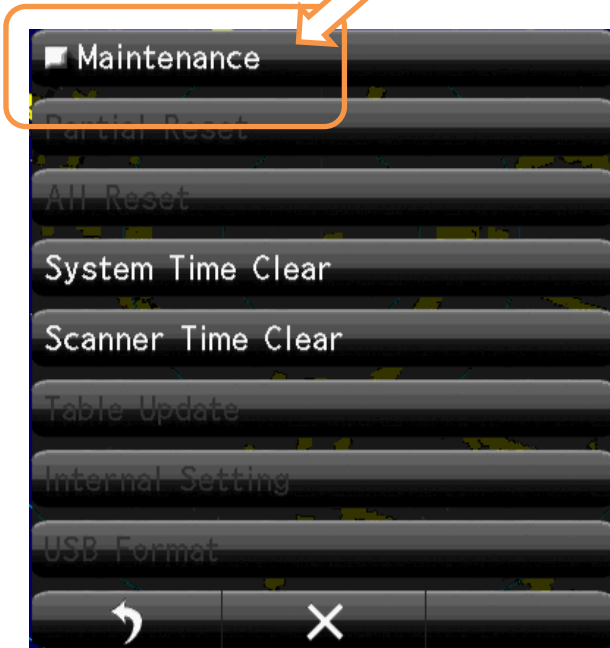 Maintenance
Partial Reset
All Reset
System Time Clear
Scanner Time Clear
Table Update
Internal Setting
USB Format